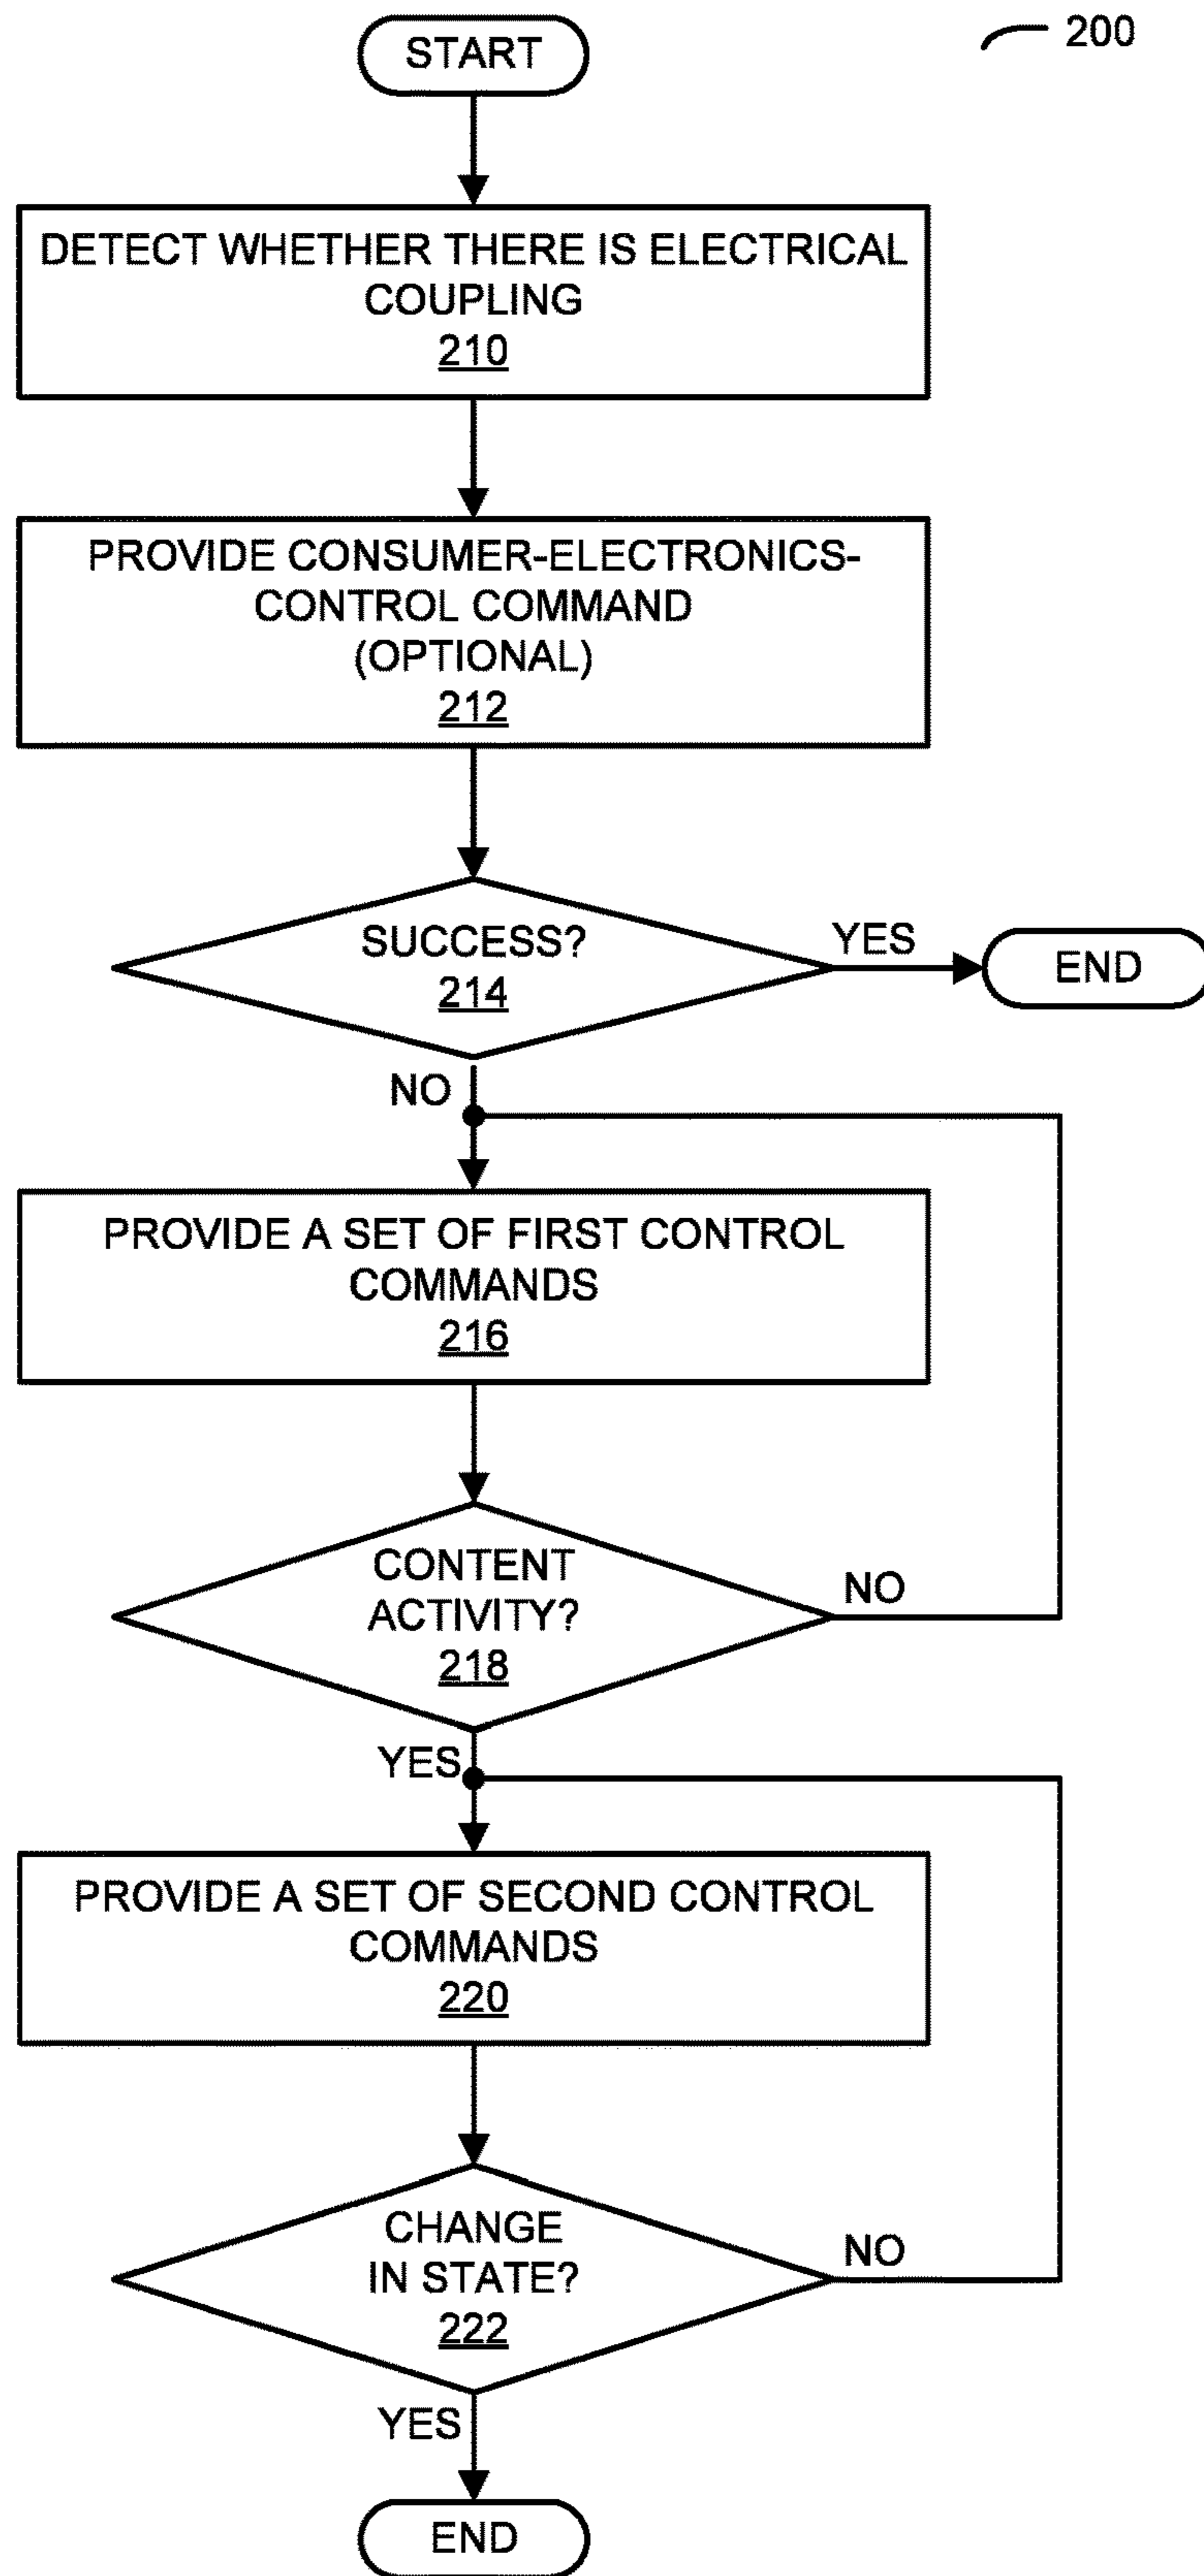 START
200
DETECT WHETHER THERE IS ELECTRICAL
COUPLING
210
PROVIDE CONSUMER-ELECTRONICS-
CONTROL COMMAND
(OPTIONAL)
212
SUCCESS?
214
YES
END
NO
PROVIDE A SET OF FIRST CONTROL
COMMANDS
216
CONTENT
ACTIVITY?
218
NO
YES
PROVIDE A SET OF SECOND CONTROL
COMMANDS
220
CHANGE
IN STATE?
222
NO
YES
END